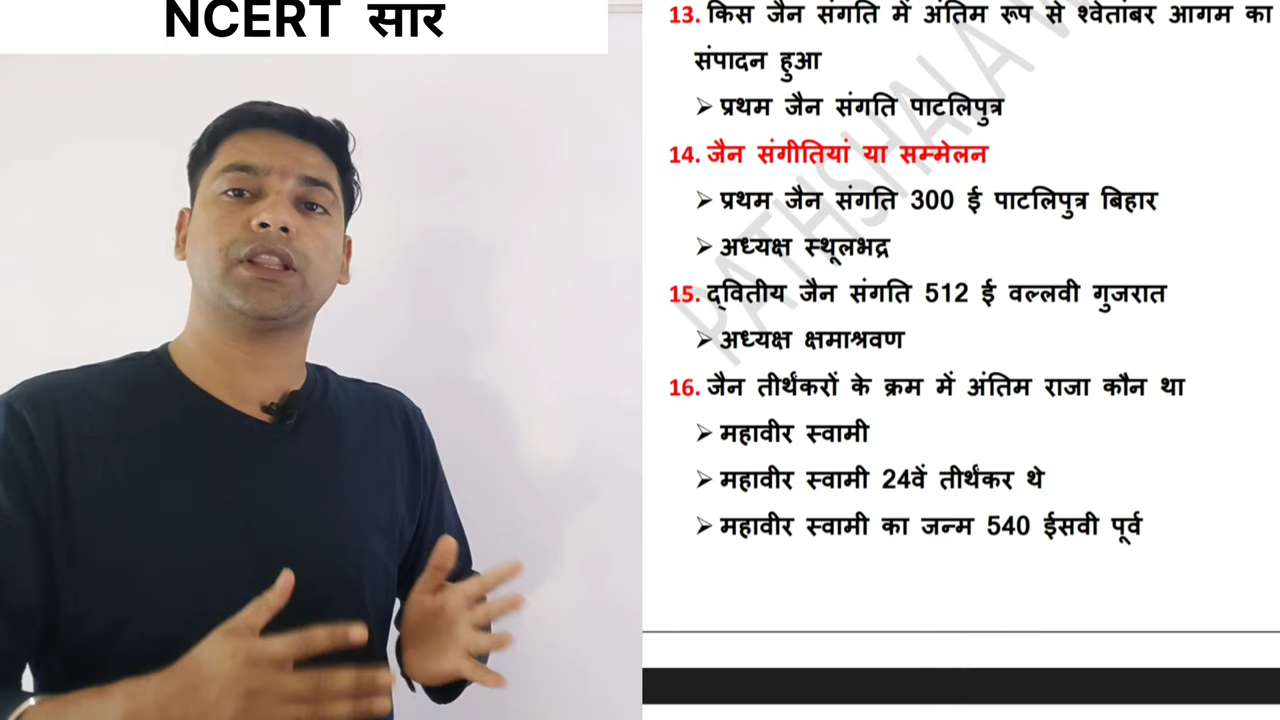 NCERT सार
13. किस जैन संगति में अंतिम रूप से श्वेतांबर आगम का
संपादन हुआ
➢ प्रथम जैन संगति पाटलिपुत्र
14. जैन संगीतियां या सम्मेलन
➢ प्रथम जैन संगति 300 ई पाटलिपुत्र बिहार
➢ अध्यक्ष स्थूलभद्र
15. द्वितीय जैन संगति 512 ई वल्लवी गुजरात
➢ अध्यक्ष क्षमाश्रवण
16. जैन तीर्थंकरों के क्रम में अंतिम राजा कौन था
➢ महावीर स्वामी
➢ महावीर स्वामी 24वें तीर्थंकर थे
➢ महावीर स्वामी का जन्म 540 ईसवी पूर्व
PATHSHALA